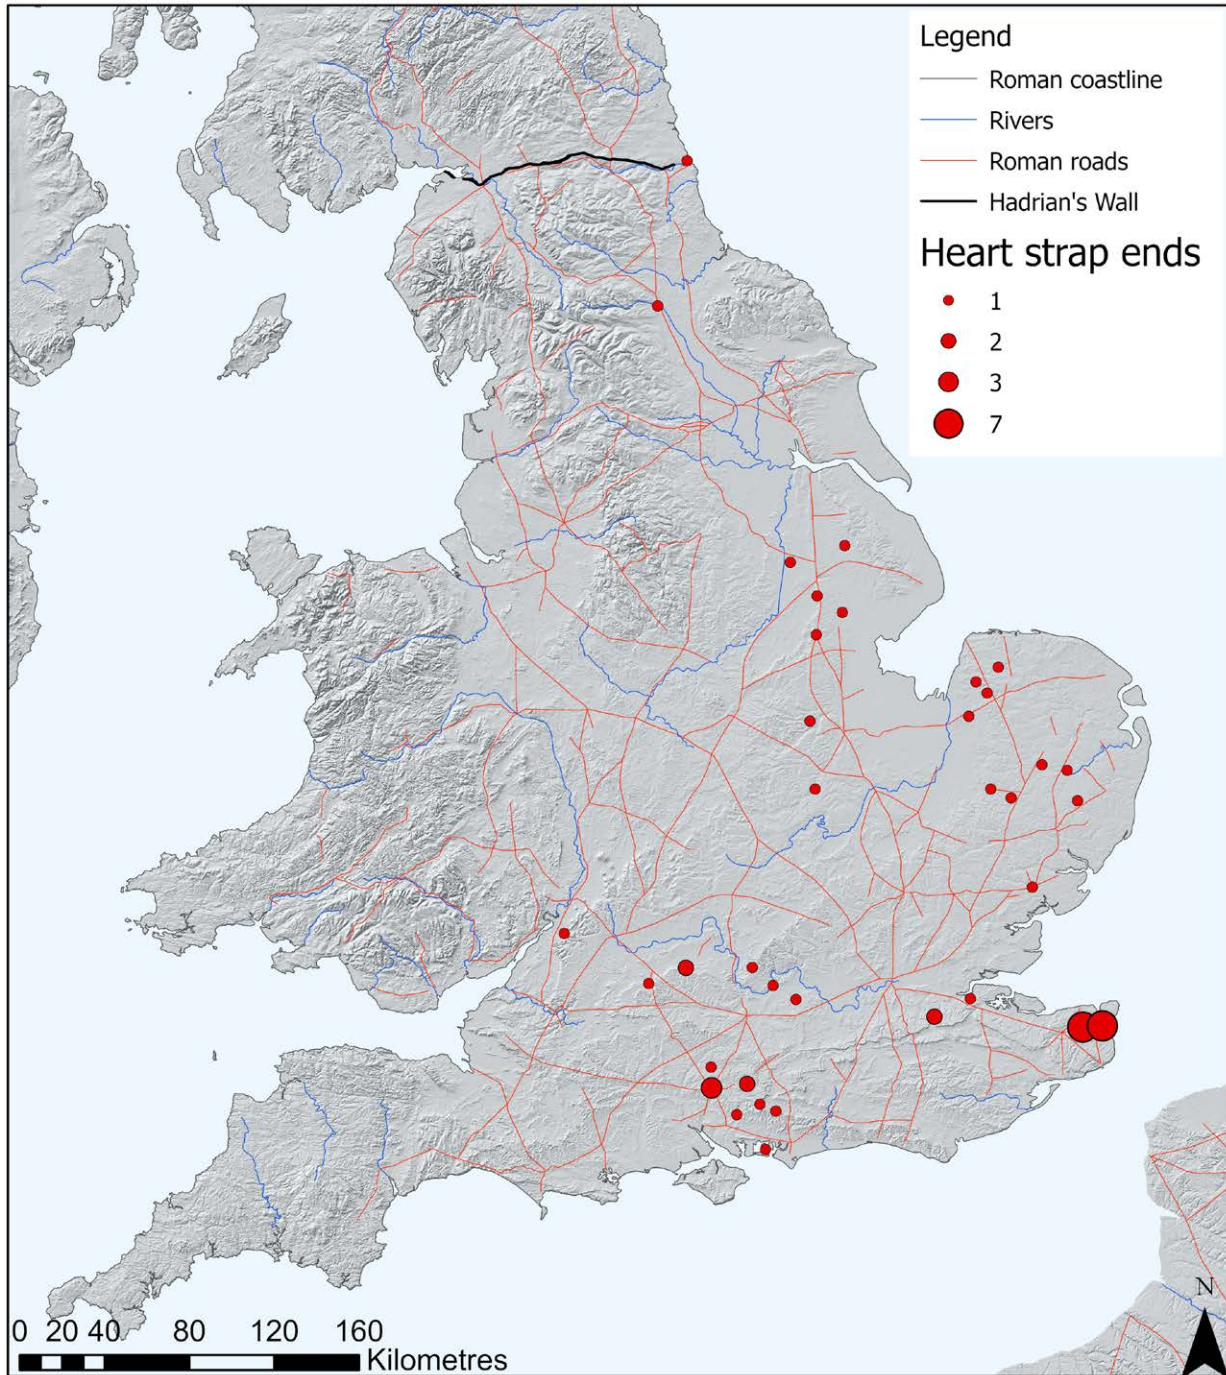 Legend
Roman coastline
Rivers
Roman roads
Hadrian's Wall
Heart strap ends
1
2
3
7
N
0 20 40 80 120 160
Kilometres